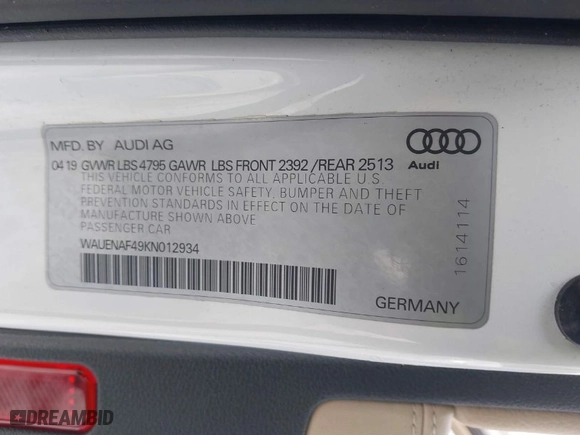 MFD. BY AUDI AG
04 19 GVWR LBS 4795 GAWR LBS FRONT 2392 /REAR 2513
Audi
THIS VEHICLE CONFORMS TO ALL APPLICABLE U.S.
FEDERAL MOTOR VEHICLE SAFETY, BUMPER AND THEFT
PREVENTION STANDARDS IN EFFECT ON THE DATE OF
MANUFACTURE SHOWN ABOVE
PASSENGER CAR
WAUENAF49KN012934
1614114
GERMANY
DREAMBID